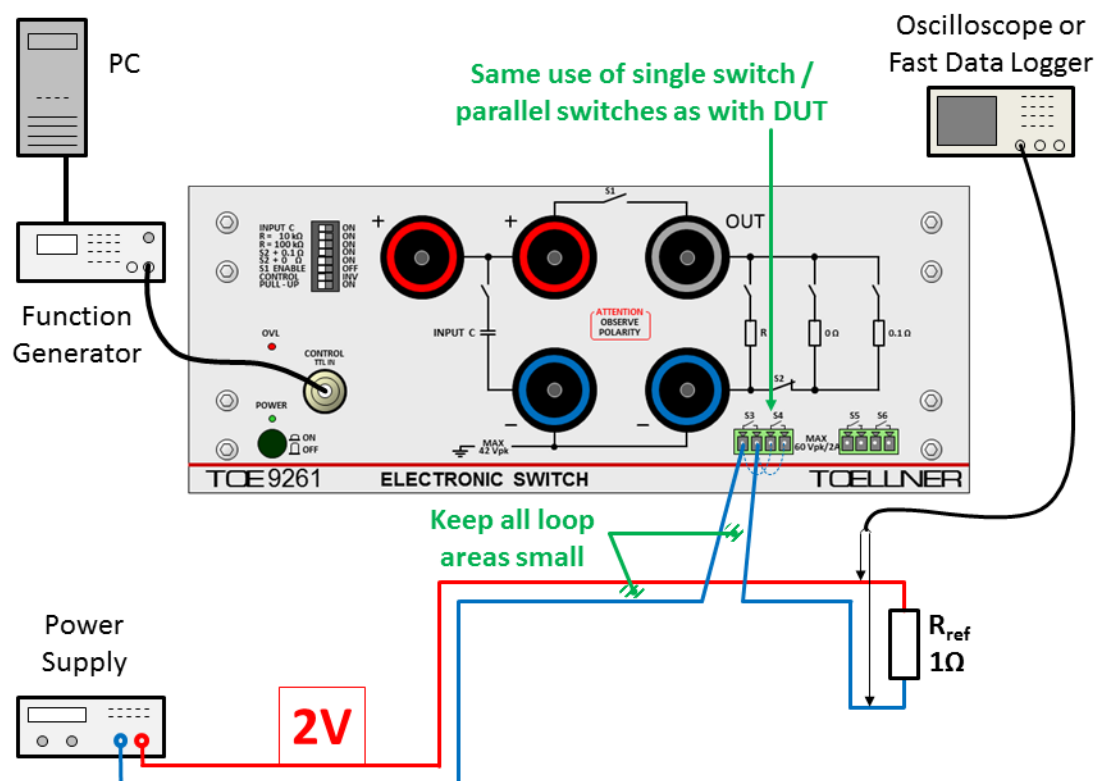 Oscilloscope or
Fast Data Logger
PC
Same use of single switch /
parallel switches as with DUT
S1
+
+
OUT
INPUT C ON
R = 10 kΩ ON
R = 100 kΩ ON
S2 + 0.1 Ω ON
S2 + 0 Ω ON
S1 ENABLE OFF
CONTROL INV
PULL - UP ON
Function
Generator
OVL
CONTROL
TTL IN
INPUT C
ATTENTION
OBSERVE
POLARITY
R
0 Ω
0.1 Ω
S2
POWER
ON
OFF
–
–
MAX
42 Vpk
S3 S4
MAX
60 Vpk/2A
S5 S6
TOE 9261 ELECTRONIC SWITCH TOELLNER
Keep all loop
areas small
Power
Supply
Rref
1Ω
2V